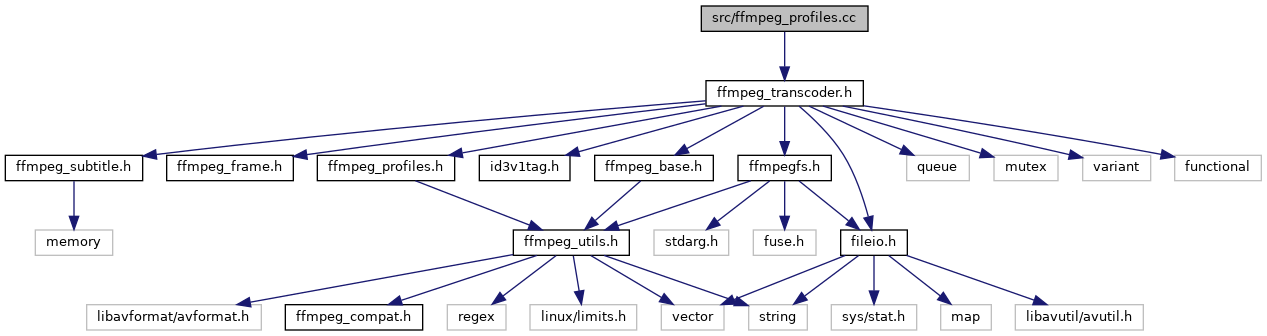 src/ffmpeg_profiles.cc
ffmpeg_transcoder.h
ffmpeg_subtitle.h
ffmpeg_frame.h
ffmpeg_profiles.h
id3v1tag.h
ffmpeg_base.h
ffmpegfs.h
queue
mutex
variant
functional
memory
ffmpeg_utils.h
stdarg.h
fuse.h
fileio.h
libavformat/avformat.h
ffmpeg_compat.h
regex
linux/limits.h
vector
string
sys/stat.h
map
libavutil/avutil.h